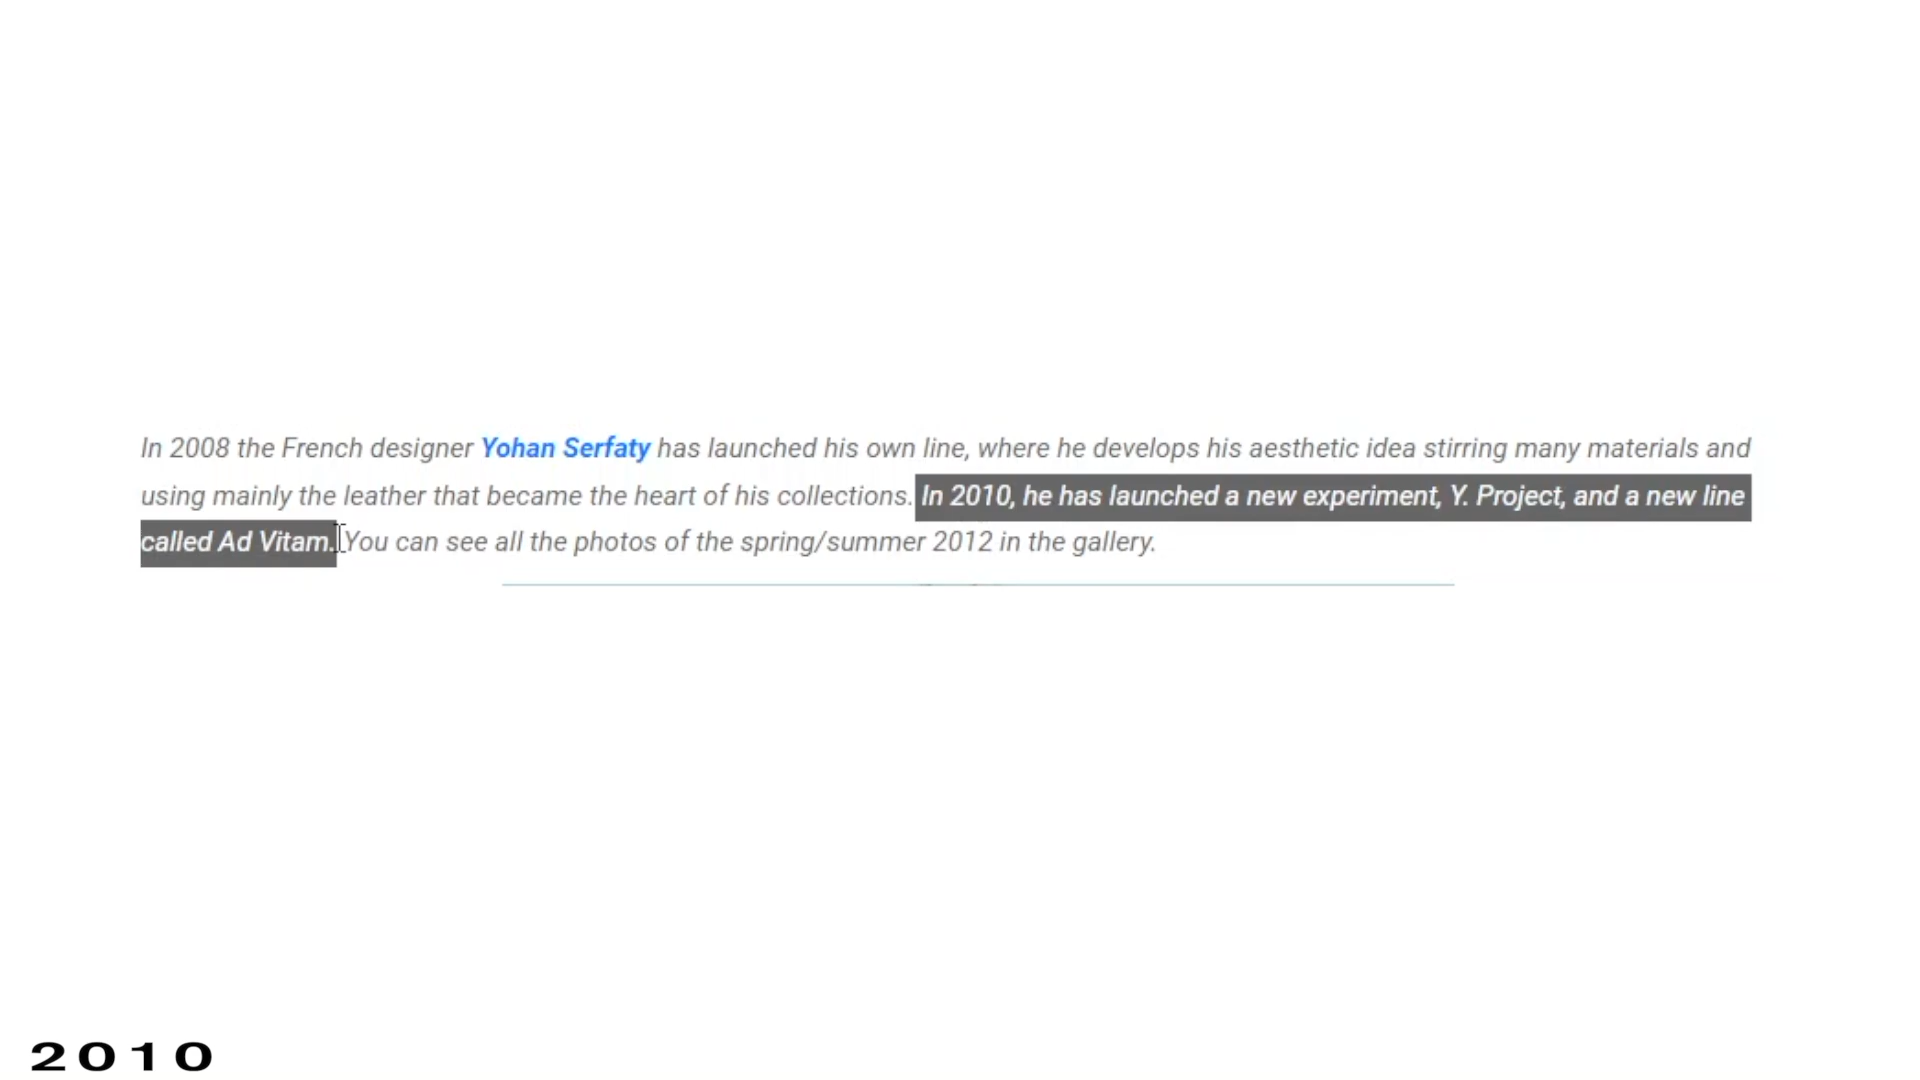 In 2008 the French designer Yohan Serfaty has launched his own line, where he develops his aesthetic idea stirring many materials and
using mainly the leather that became the heart of his collections. In 2010, he has launched a new experiment, Y. Project, and a new line
called Ad Vitam. You can see all the photos of the spring/summer 2012 in the gallery.
2010